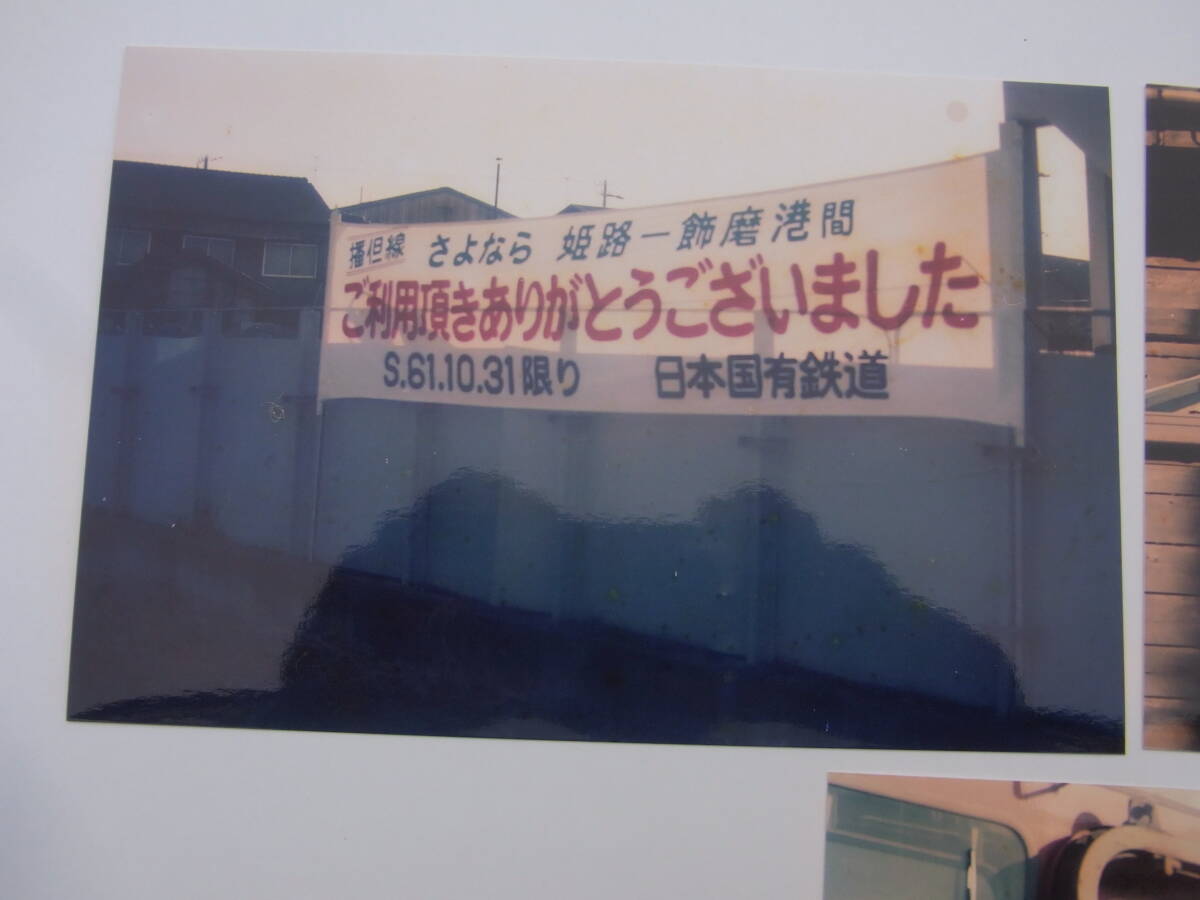 播但線 さよなら 姫路ー飾磨港間
ご利用頂きありがとうございました
S.61.10.31限り 日本国有鉄道